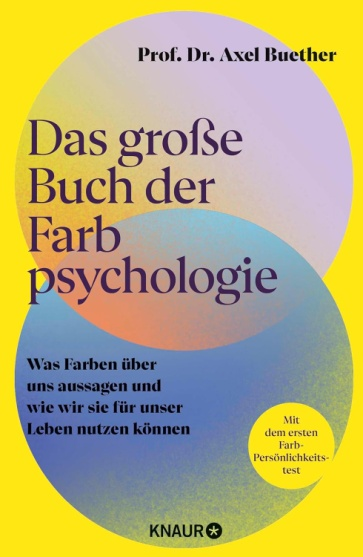 Prof. Dr. Axel Buether
Das große
Buch der
Farb
psychologie
Was Farben über
uns aussagen und
wie wir sie für unser
Leben nutzen können
Mit
dem ersten
Farb-
Persönlichkeits-
test
KNAUR